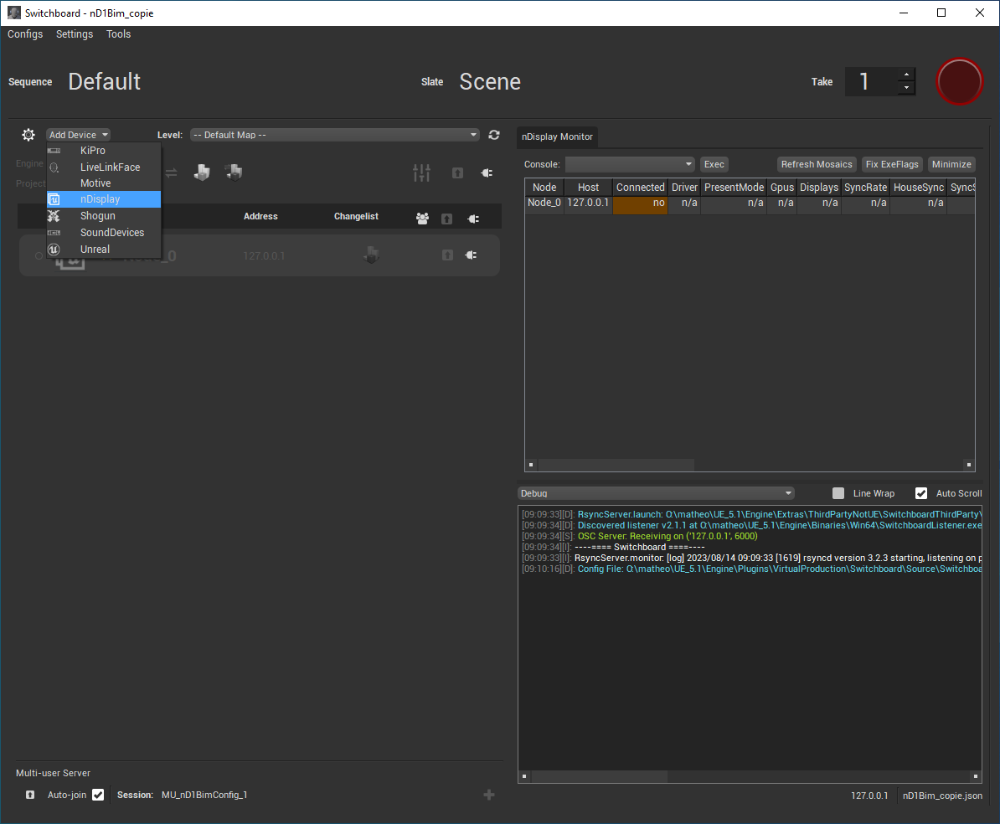 Switchboard - nD1Bim_copie
Configs Settings Tools
Sequence Default Slate Scene Take 1
Add Device Level: -- Default Map --
KiPro
LiveLinkFace
Motive
nDisplay
Shogun
SoundDevices
Unreal
Engine
Project
Address Changelist
Node_0 127.0.0.1
nDisplay Monitor
Console: Exec Refresh Mosaics Fix ExeFlags Minimize
Node Host Connected Driver PresentMode Gpus Displays SyncRate HouseSync SyncS
Node_0 127.0.0.1 no n/a n/a n/a n/a n/a n/a
Debug Line Wrap Auto Scroll
[09:09:33][D]: RsyncServer.launch: O:\matheo\UE_5.1\Engine\Extras\ThirdPartyNotUE\SwitchboardThirdParty\
[09:09:34][D]: Discovered listener v2.1.1 at O:\matheo\UE_5.1\Engine\Binaries\Win64\SwitchboardListener.exe
[09:09:34][S]: OSC Server: Receiving on ('127.0.0.1', 6000)
[09:09:34][I]: ----==== Switchboard ====----
[09:09:33][I]: RsyncServer.monitor: [log] 2023/08/14 09:09:33 [1619] rsyncd version 3.2.3 starting, listening on p
[09:10:16][D]: Config File: O:\matheo\UE_5.1\Engine\Plugins\VirtualProduction\Switchboard\Source\Switchboa
Multi-user Server
Auto-join Session: MU_nD1BimConfig_1
127.0.0.1 nD1Bim_copie.json